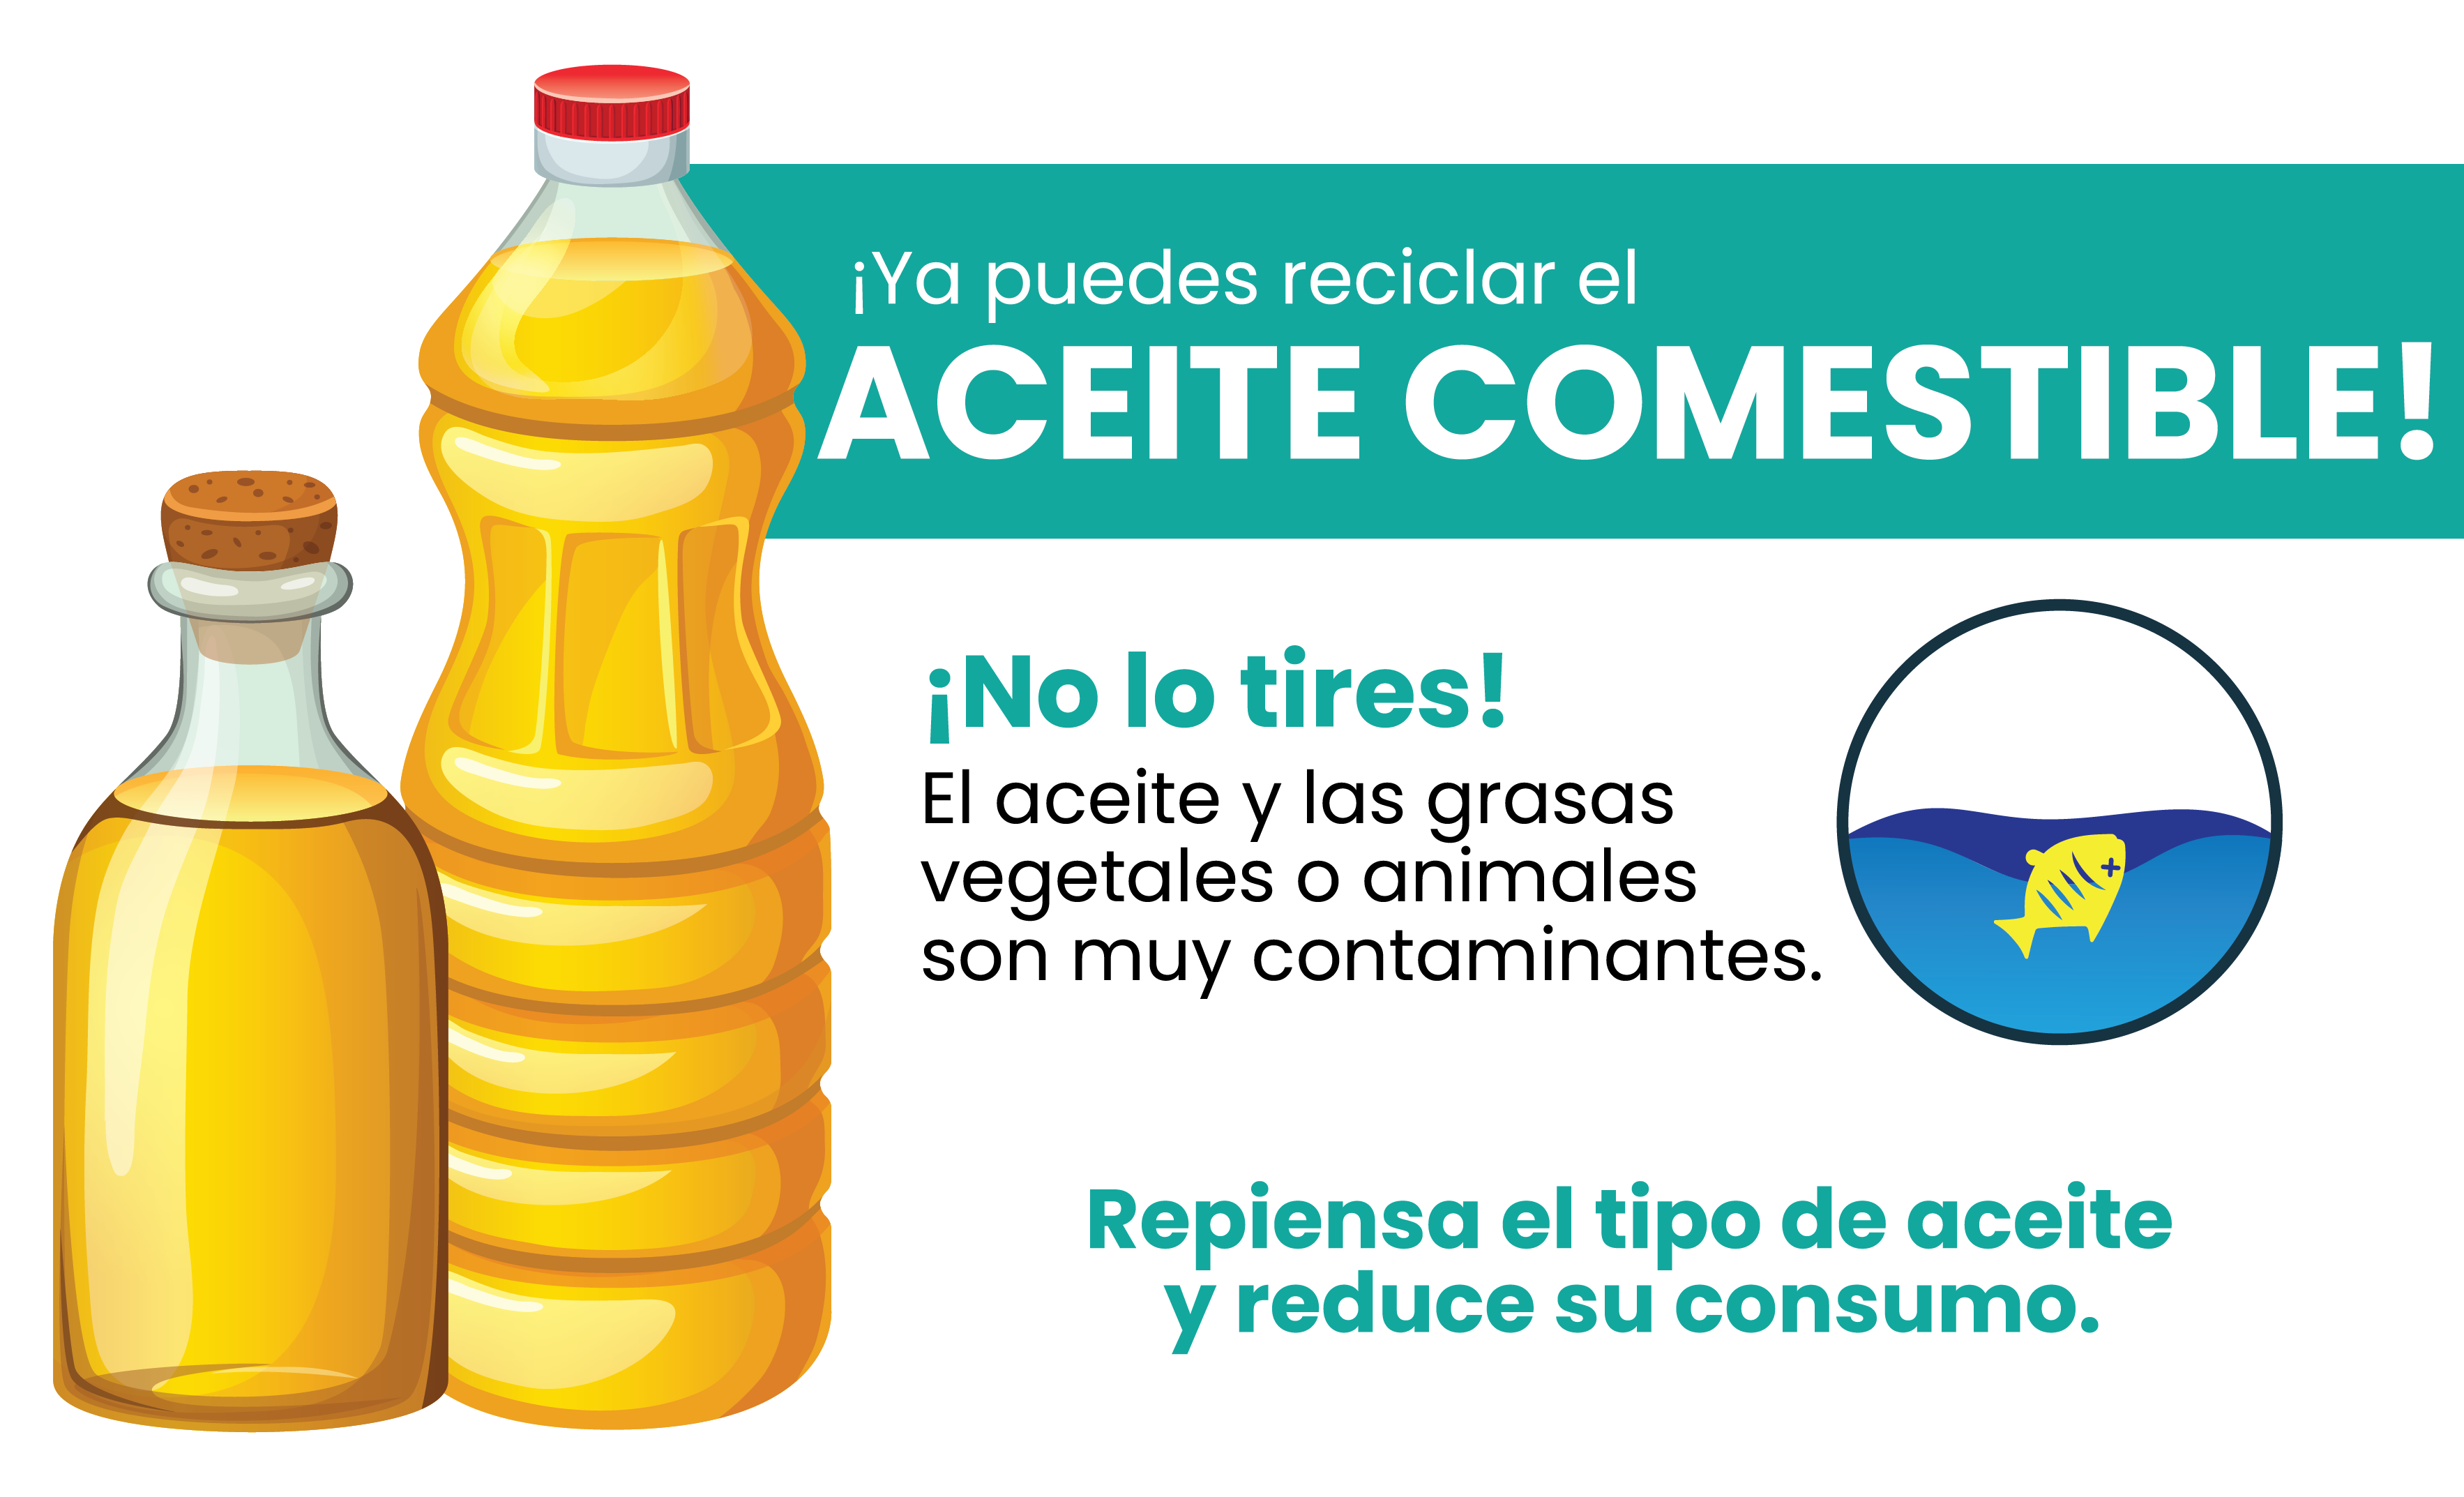 ¡Ya puedes reciclar el
ACEITE COMESTIBLE!
¡No lo tires!
El aceite y las grasas
vegetales o animales
son muy contaminantes.
Repiensa el tipo de aceite
y reduce su consumo.